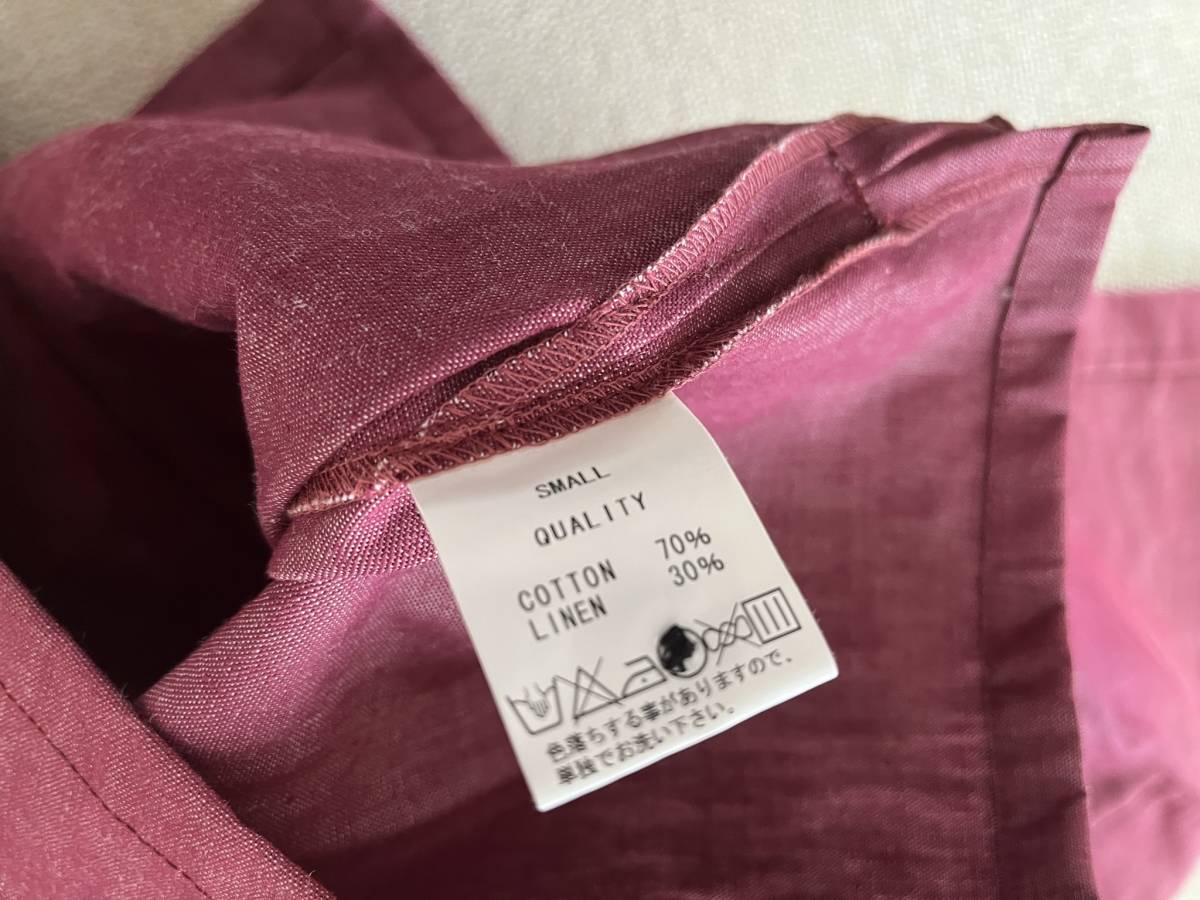 SMALL
QUALITY
COTTON 70%
LINEN 30%
色落ちする事がありますので、
単独でお洗い下さい。